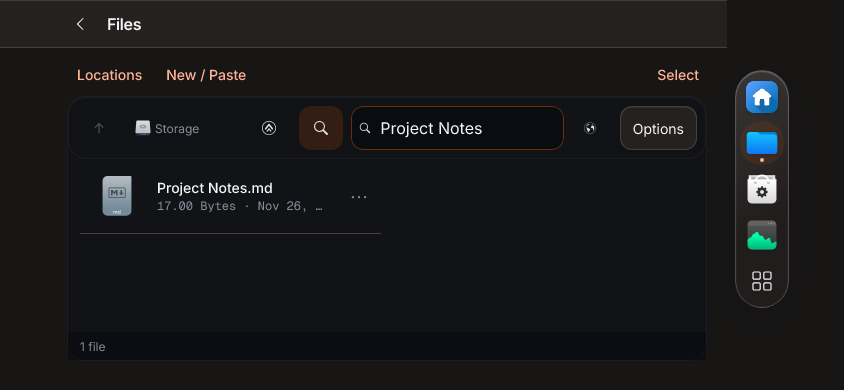 Files
Locations New / Paste Select
Storage Project Notes Options
Project Notes.md
17.00 Bytes · Nov 26, …
1 file